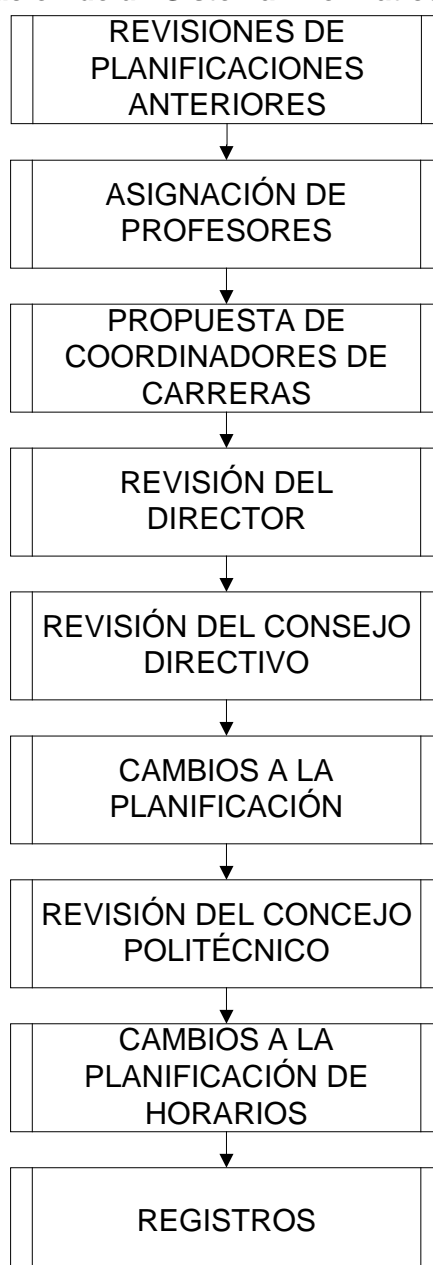 REVISIONES DE
PLANIFICACIONES
ANTERIORES
ASIGNACIÓN DE
PROFESORES
PROPUESTA DE
COORDINADORES DE
CARRERAS
REVISIÓN DEL
DIRECTOR
REVISIÓN DEL CONSEJO
DIRECTIVO
CAMBIOS A LA
PLANIFICACIÓN
REVISIÓN DEL CONCEJO
POLITÉCNICO
CAMBIOS A LA
PLANIFICACIÓN DE
HORARIOS
REGISTROS